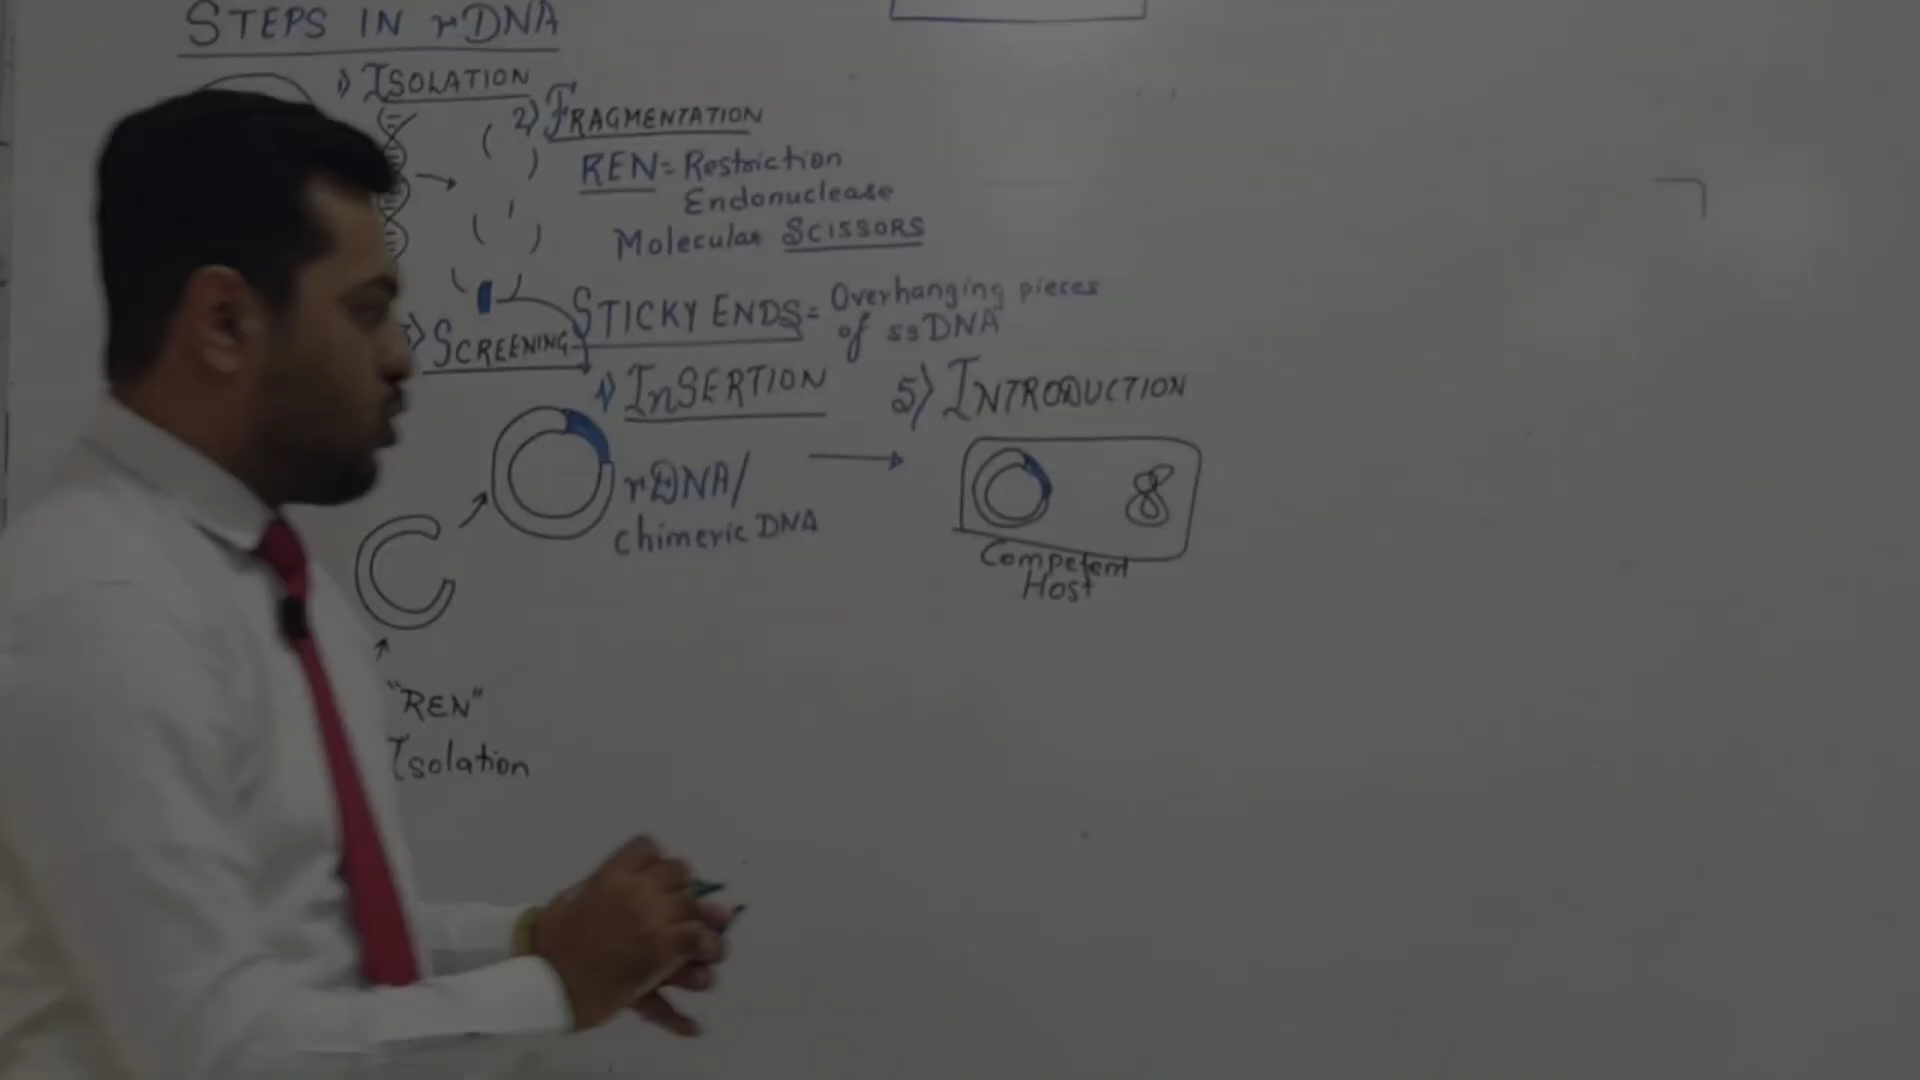 STEPS IN rDNA
1) ISOLATION
2) FRAGMENTATION
REN = Restriction
Endonuclease
Molecular SCISSORS
STICKY ENDS = Overhanging pieces
of ssDNA
3) SCREENING
4) InSERTION
5) INTRODUCTION
rDNA/
chimeric DNA
Competent
Host
"REN"
Isolation